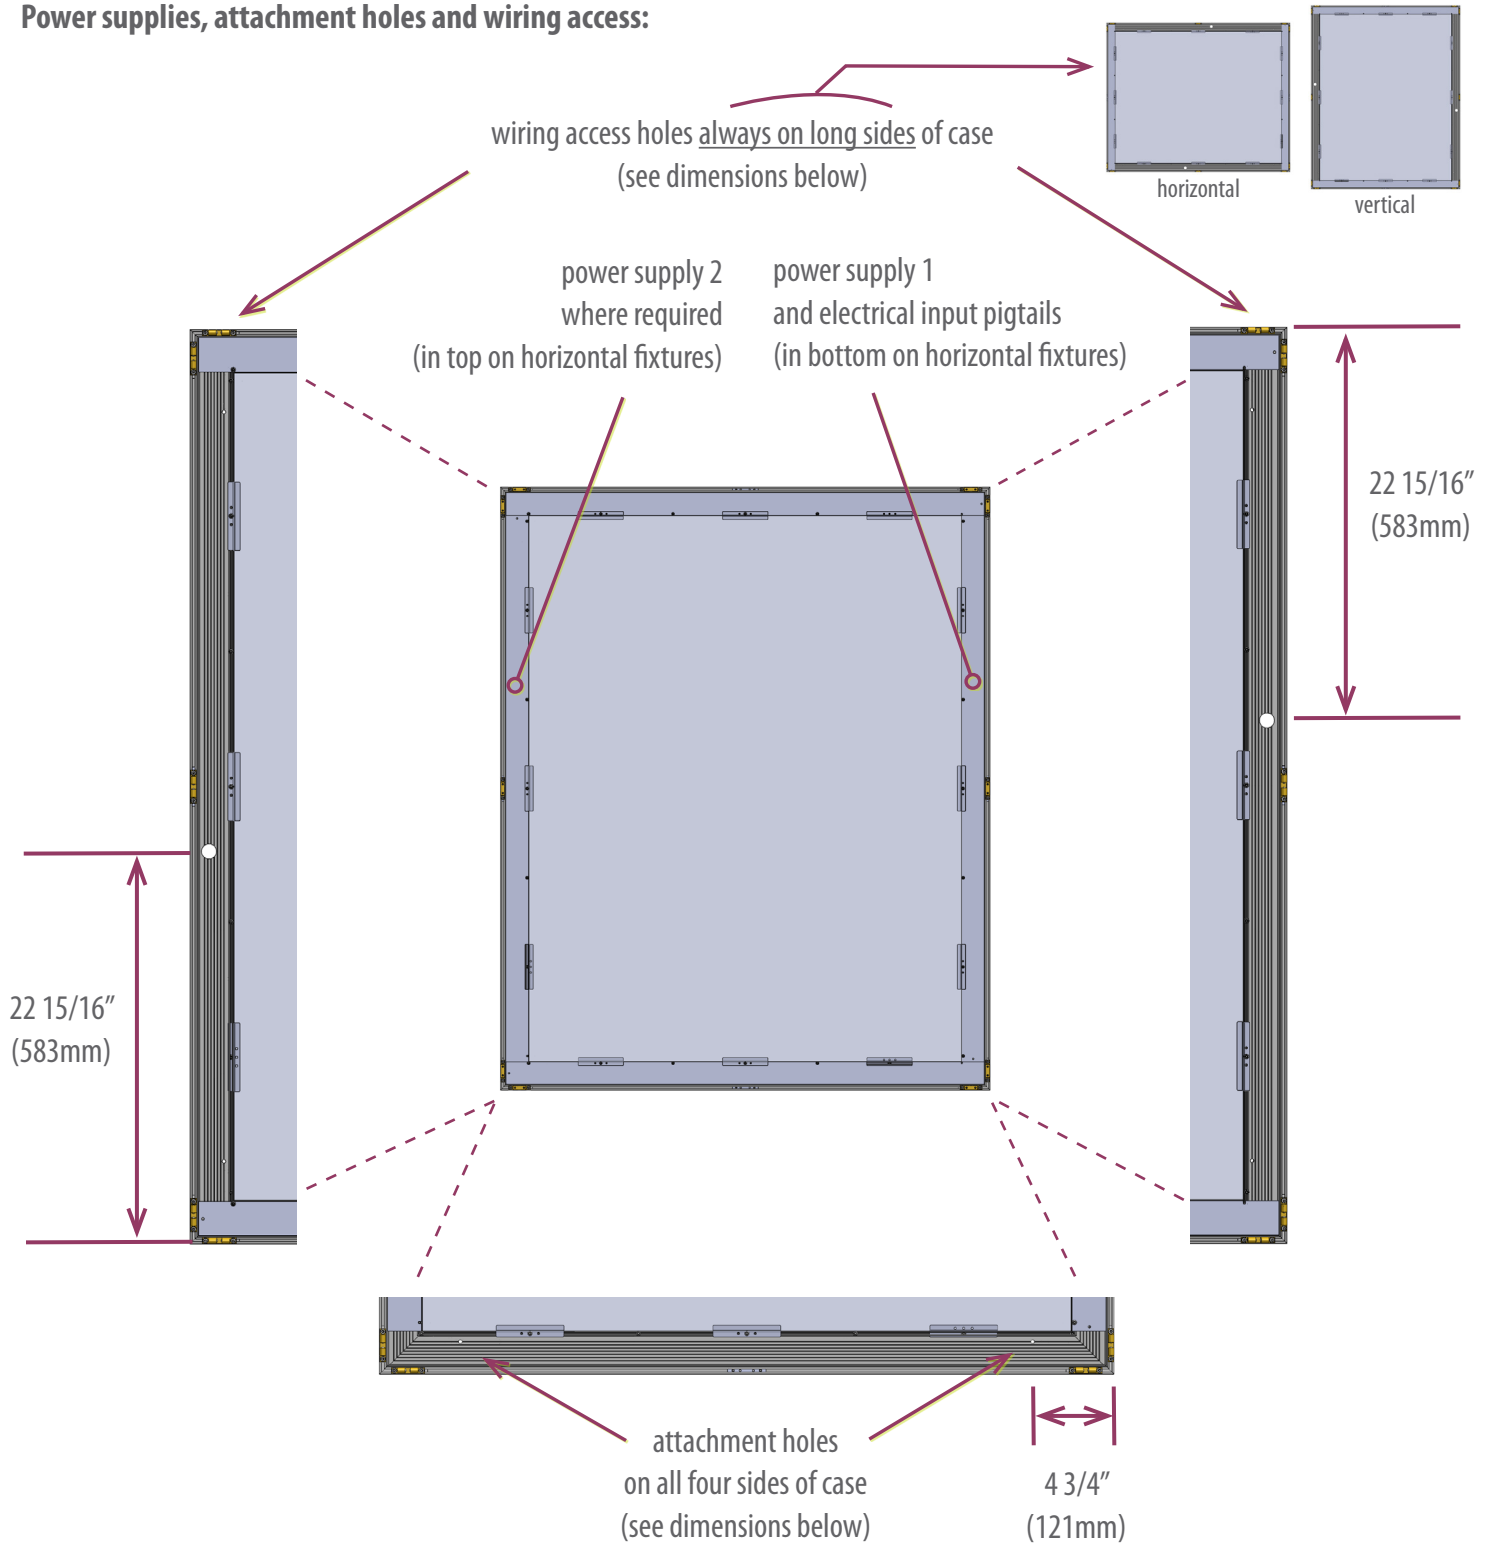 Power supplies, attachment holes and wiring access:
wiring access holes always on long sides of case
(see dimensions below)
horizontal
vertical
power supply 2
where required
(in top on horizontal fixtures)
power supply 1
and electrical input pigtails
(in bottom on horizontal fixtures)
22 15/16”
(583mm)
22 15/16”
(583mm)
attachment holes
on all four sides of case
(see dimensions below)
4 3/4”
(121mm)